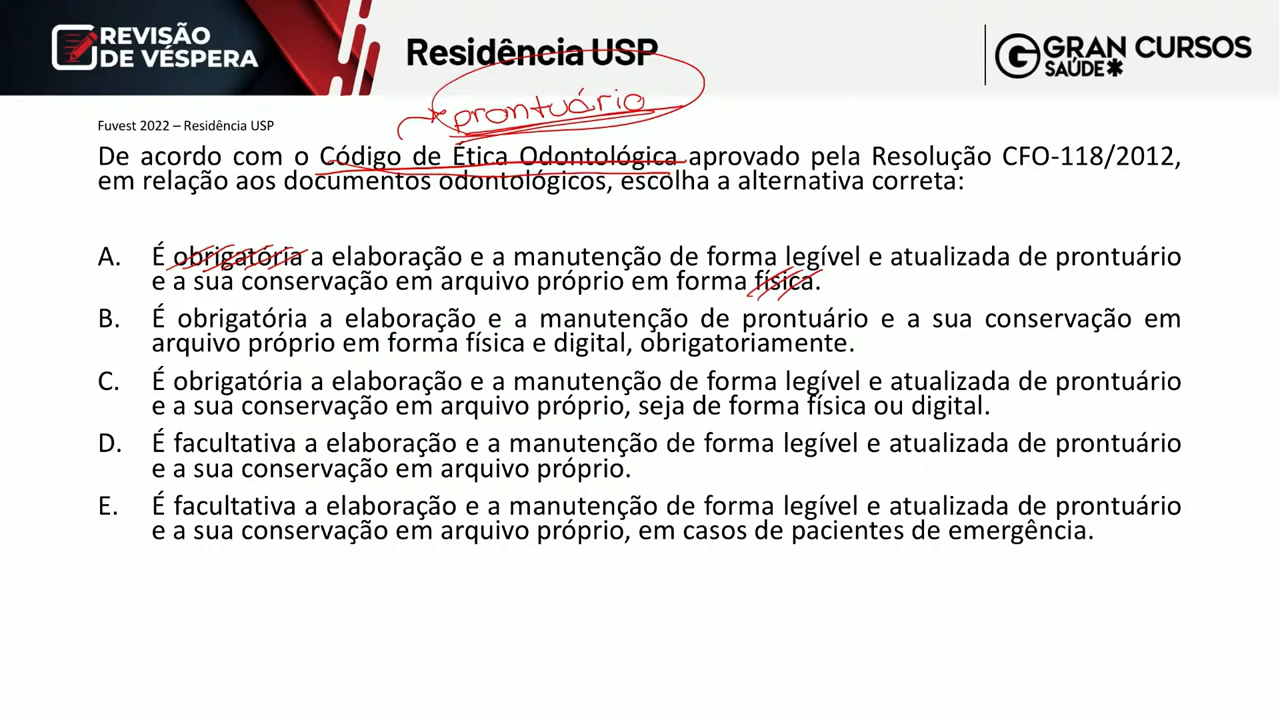 REVISÃO
DE VÉSPERA
Residência USP
GRAN CURSOS
SAÚDE
prontuário
Fuvest 2022 – Residência USP
De acordo com o Código de Ética Odontológica aprovado pela Resolução CFO-118/2012,
em relação aos documentos odontológicos, escolha a alternativa correta:
A. É obrigatória a elaboração e a manutenção de forma legível e atualizada de prontuário
e a sua conservação em arquivo próprio em forma física.
B. É obrigatória a elaboração e a manutenção de prontuário e a sua conservação em
arquivo próprio em forma física e digital, obrigatoriamente.
C. É obrigatória a elaboração e a manutenção de forma legível e atualizada de prontuário
e a sua conservação em arquivo próprio, seja de forma física ou digital.
D. É facultativa a elaboração e a manutenção de forma legível e atualizada de prontuário
e a sua conservação em arquivo próprio.
E. É facultativa a elaboração e a manutenção de forma legível e atualizada de prontuário
e a sua conservação em arquivo próprio, em casos de pacientes de emergência.